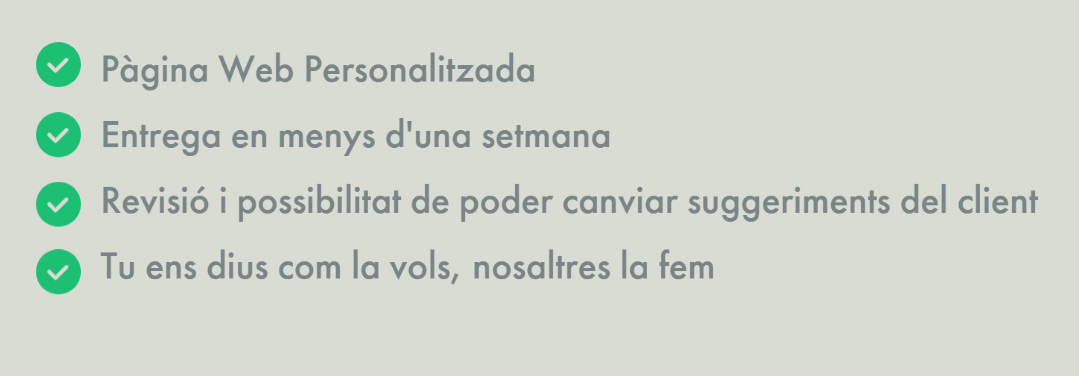 Pàgina Web Personalitzada
Entrega en menys d'una setmana
Revisió i possibilitat de poder canviar suggeriments del client
Tu ens dius com la vols, nosaltres la fem